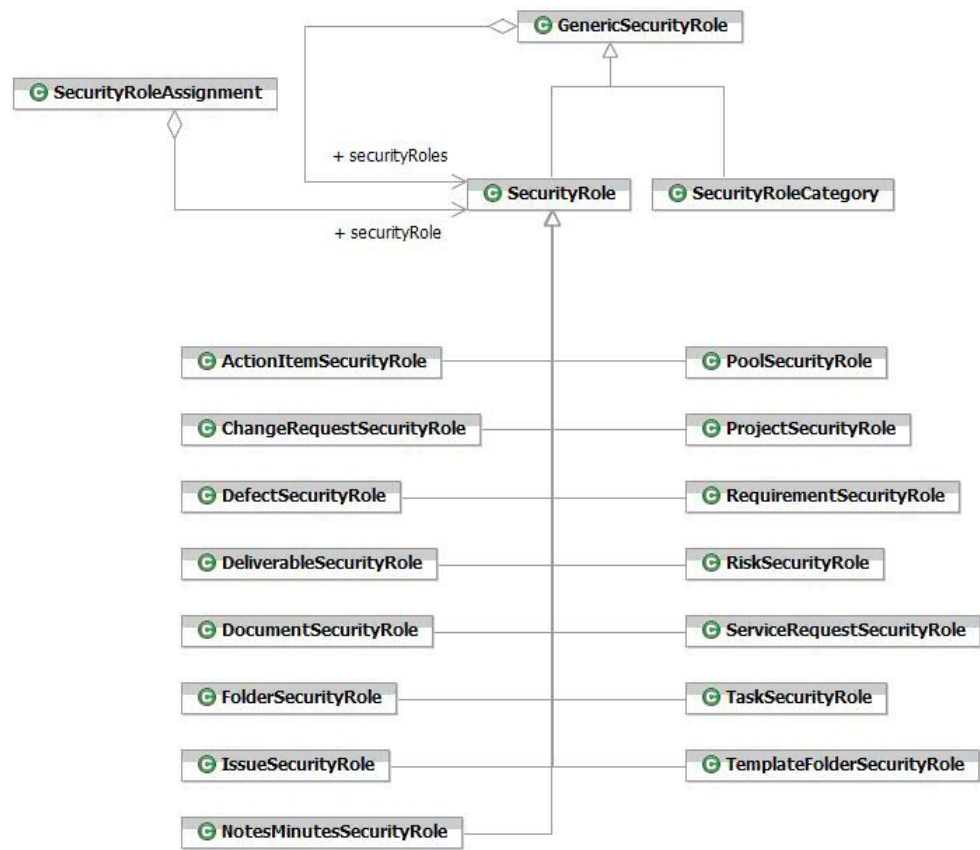 GenericSecurityRole
SecurityRoleAssignment
+ securityRoles
SecurityRole
SecurityRoleCategory
+ securityRole
ActionItemSecurityRole
PoolSecurityRole
ChangeRequestSecurityRole
ProjectSecurityRole
DefectSecurityRole
RequirementSecurityRole
DeliverableSecurityRole
RiskSecurityRole
DocumentSecurityRole
ServiceRequestSecurityRole
FolderSecurityRole
TaskSecurityRole
IssueSecurityRole
TemplateFolderSecurityRole
NotesMinutesSecurityRole